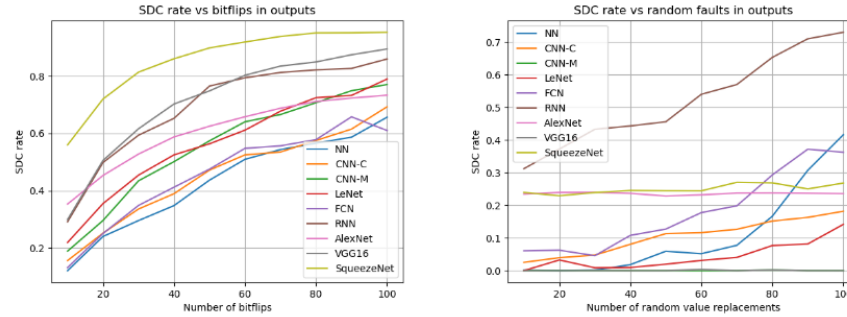 SDC rate vs bitflips in outputs
SDC rate
0.8
0.6
0.4
0.2
20
40
60
80
100
Number of bitflips
NN
CNN-C
CNN-M
LeNet
FCN
RNN
AlexNet
VGG16
SqueezeNet
SDC rate vs random faults in outputs
SDC rate
0.7
0.6
0.5
0.4
0.3
0.2
0.1
0.0
20
40
60
80
100
Number of random value replacements
NN
CNN-C
CNN-M
LeNet
FCN
RNN
AlexNet
VGG16
SqueezeNet